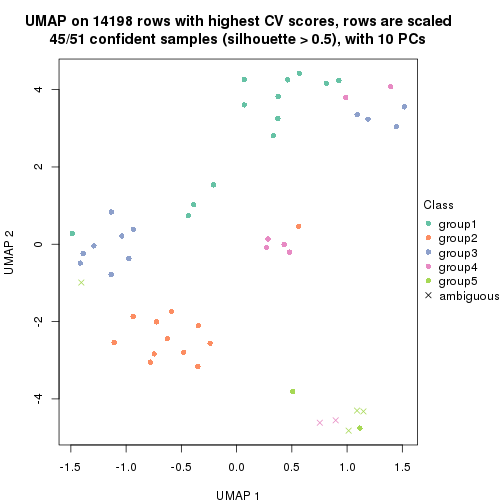 UMAP on 14198 rows with highest CV scores, rows are scaled
45/51 confident samples (silhouette > 0.5), with 10 PCs
4
2
0
-2
-4
UMAP 2
-1.5
-1.0
-0.5
0.0
0.5
1.0
1.5
UMAP 1
Class
group1
group2
group3
group4
group5
ambiguous